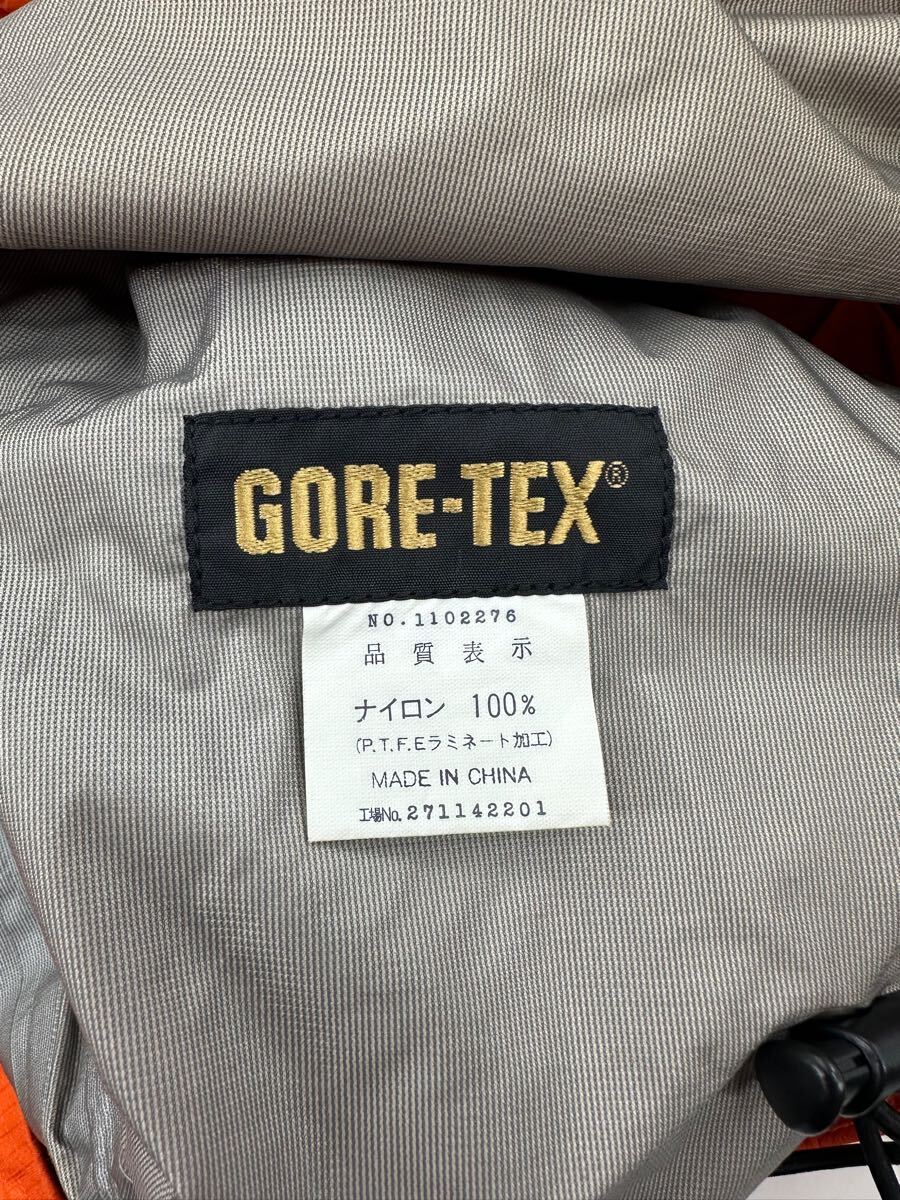 GORE-TEX®
NO.1102276
品質表示
ナイロン 100%
(P.T.F.Eラミネート加工)
MADE IN CHINA
工場No.271142201